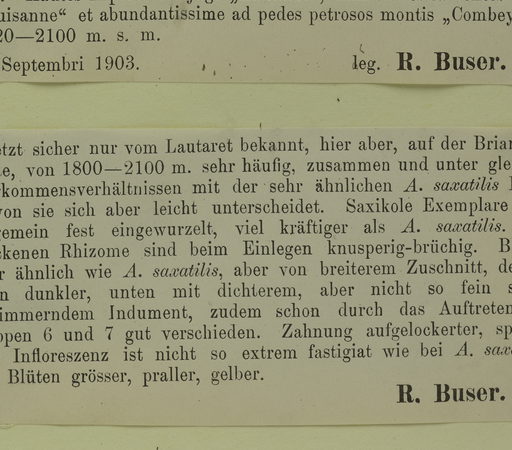 uisanne“ et abundantissime ad pedes petrosos montis „Combey
20—2100 m. s. m.
Septembri 1903. leg. R. Buser.
etzt sicher nur vom Lautaret bekannt, hier aber, auf der Brian
e, von 1800—2100 m. sehr häufig, zusammen und unter gle
rkommensverhältnissen mit der sehr ähnlichen A. saxatilis
von sie sich aber leicht unterscheidet. Saxikole Exemplare
gemein fest eingewurzelt, viel kräftiger als A. saxatilis.
ckenen Rhizome sind beim Einlegen knusperig-brüchig. B
r ähnlich wie A. saxatilis, aber von breiterem Zuschnitt, de
n dunkler, unten mit dichterem, aber nicht so fein s
immerndem Indument, zudem schon durch das Auftreten
ppen 6 und 7 gut verschieden. Zahnung aufgelockerter, sp
Infloreszenz ist nicht so extrem fastigiat wie bei A. saxa
Blüten grösser, praller, gelber.
R. Buser.